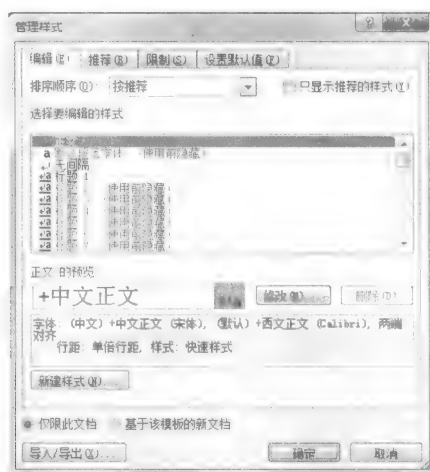 管理样式
编辑(E) 推荐(R) 限制(S) 设置默认值(F)
排序顺序(O): 按推荐 只显示推荐的样式(Y)
选择要编辑的样式
a 字体 (使用前隐藏)
无间隔
标题 1
(使用前隐藏)
(使用前隐藏)
(使用前隐藏)
(使用前隐藏)
(使用前隐藏)
正文 的预览
+中文正文 修改(M) 删除(D)
字体: (中文) +中文正文 (宋体), (默认) +西文正文 (Calibri), 两端
对齐
行距: 单倍行距, 样式: 快速样式
新建样式(N)...
仅限此文档 基于该模板的新文档
导入/导出(X)... 确定 取消